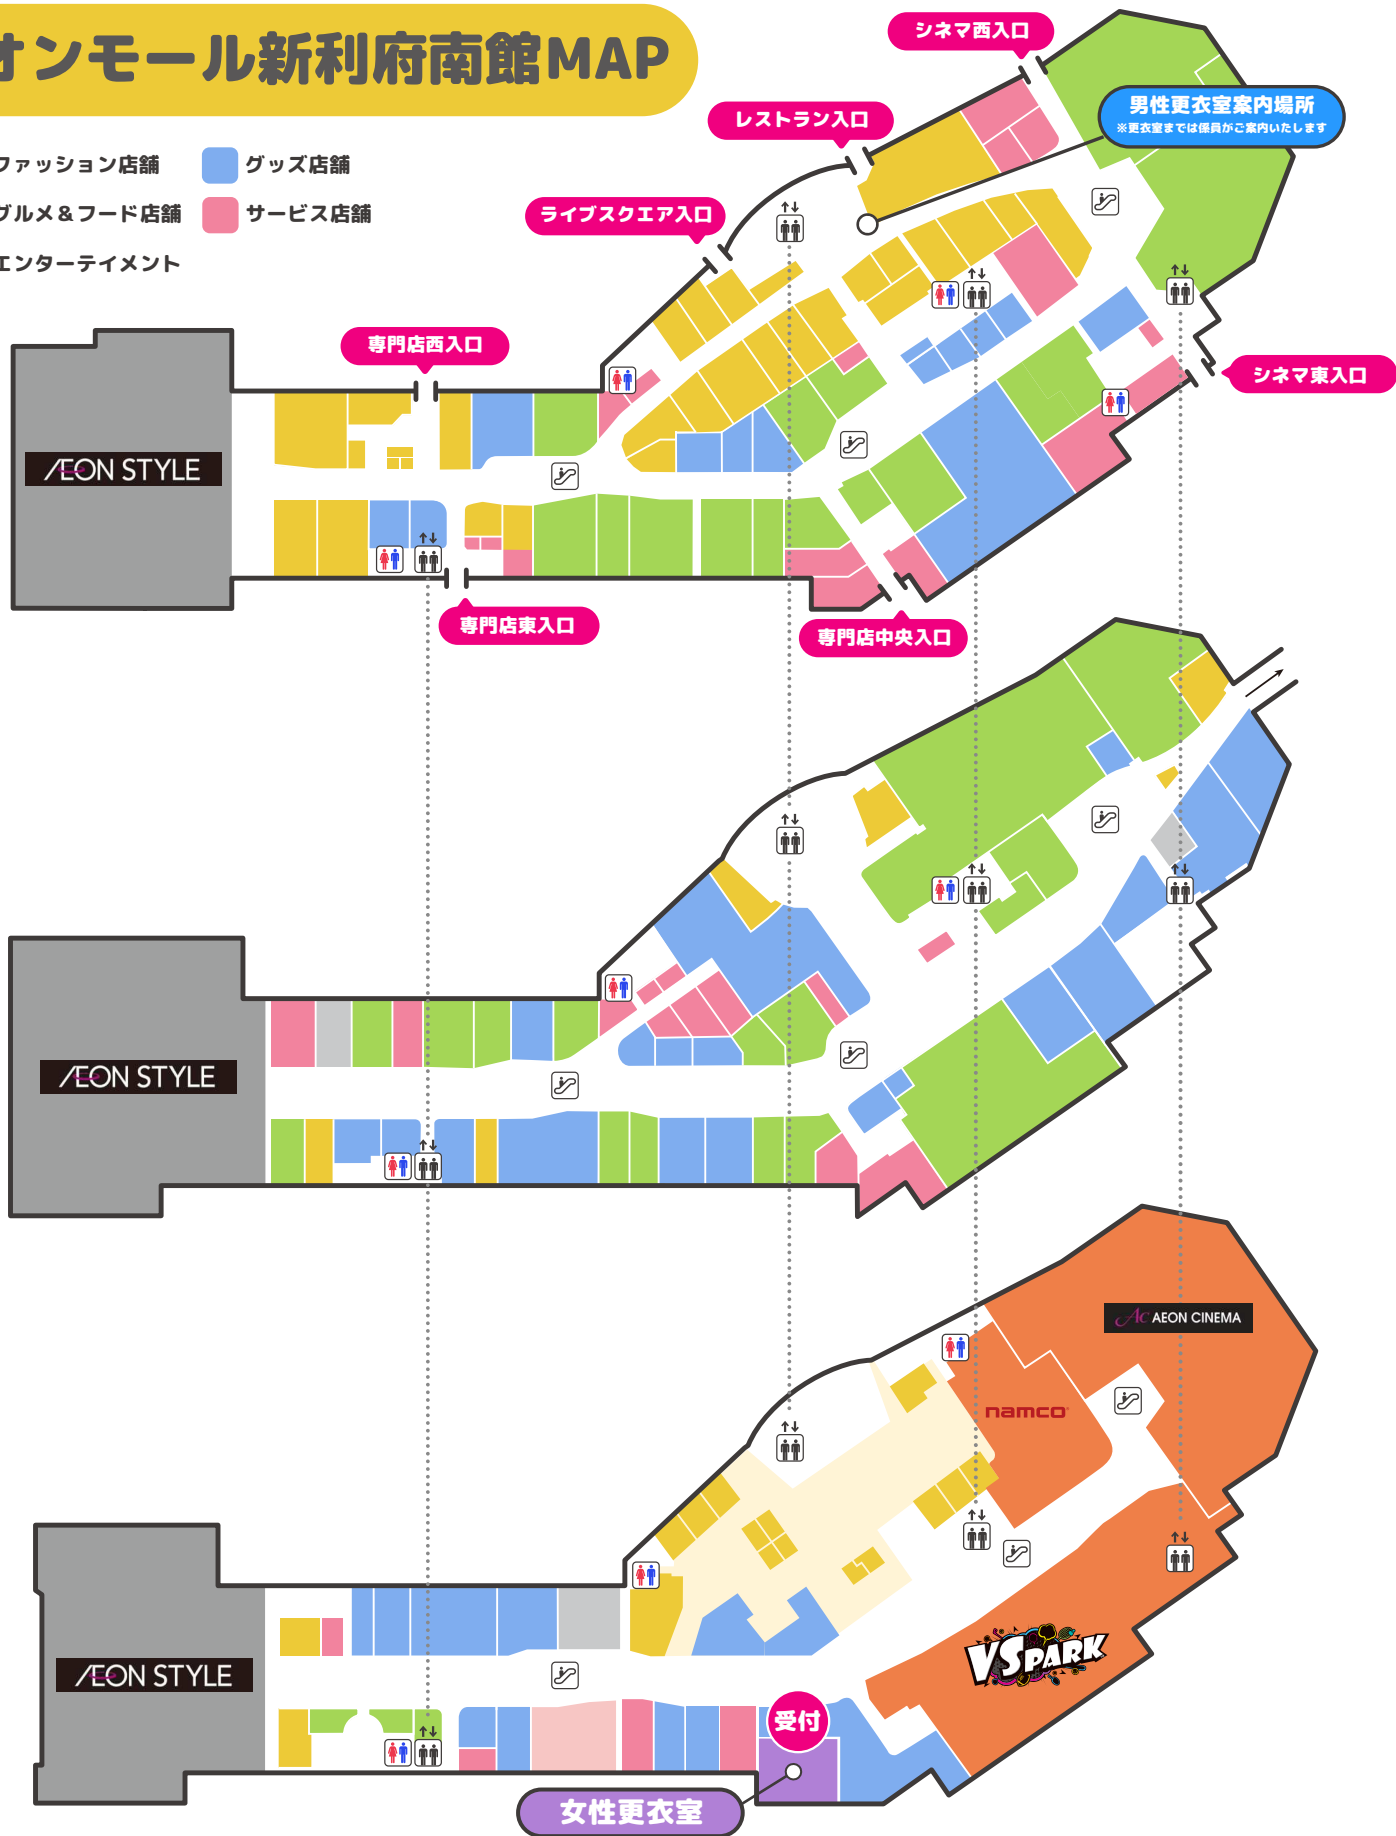 オンモール新利府南館MAP
シネマ西入口
男性更衣室案内場所
※更衣室までは係員がご案内いたします
レストラン入口
ファッション店舗
グッズ店舗
グルメ&フード店舗
サービス店舗
ライブスクエア入口
エンターテイメント
専門店西入口
シネマ東入口
ÆON STYLE
専門店東入口
専門店中央入口
ÆON STYLE
Ac AEON CINEMA
namco
VSPARK
ÆON STYLE
受付
女性更衣室